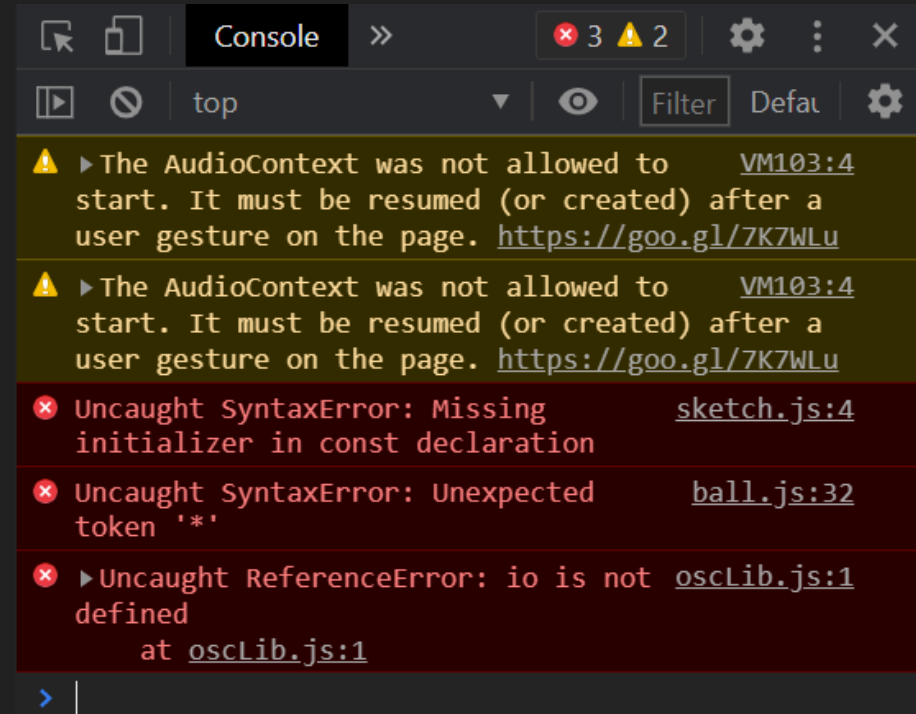 Console » 3 2
top Filter Defau
The AudioContext was not allowed to VM103:4
start. It must be resumed (or created) after a
user gesture on the page. https://goo.gl/7K7WLu
The AudioContext was not allowed to VM103:4
start. It must be resumed (or created) after a
user gesture on the page. https://goo.gl/7K7WLu
Uncaught SyntaxError: Missing sketch.js:4
initializer in const declaration
Uncaught SyntaxError: Unexpected ball.js:32
token '*'
Uncaught ReferenceError: io is not oscLib.js:1
defined
at oscLib.js:1